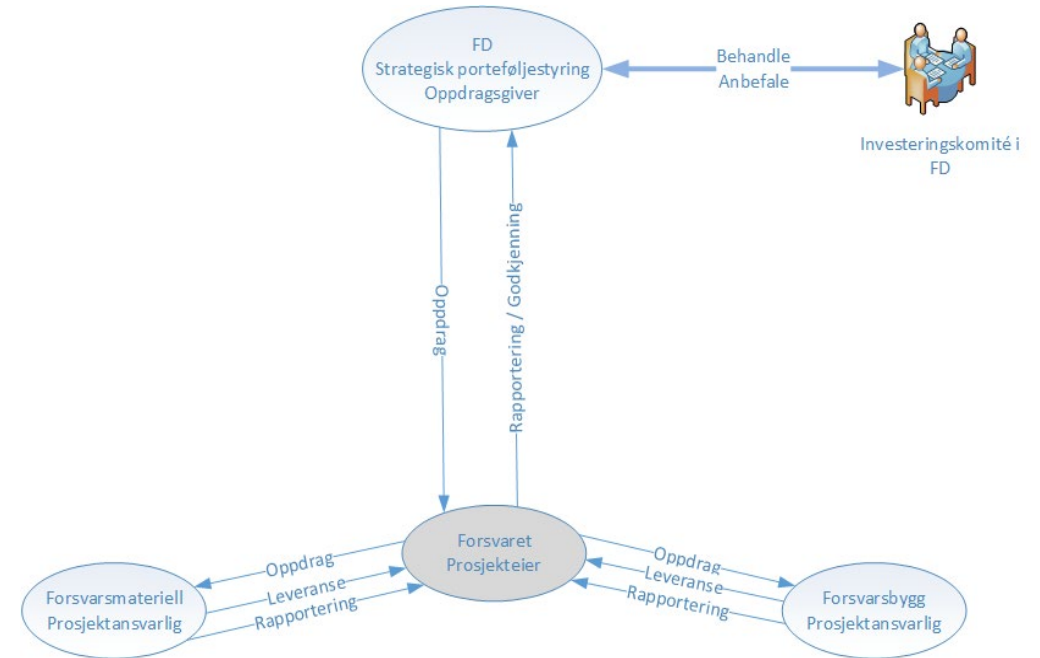 FD
Strategisk porteføljestyring
Oppdragsgiver
Behandle
Anbefale
Investeringskomité i
FD
Oppdrag
Rapportering / Godkjenning
Forsvaret
Prosjekteier
Oppdrag
Leveranse
Rapportering
Oppdrag
Leveranse
Rapportering
Forsvarsmateriell
Prosjektansvarlig
Forsvarsbygg
Prosjektansvarlig